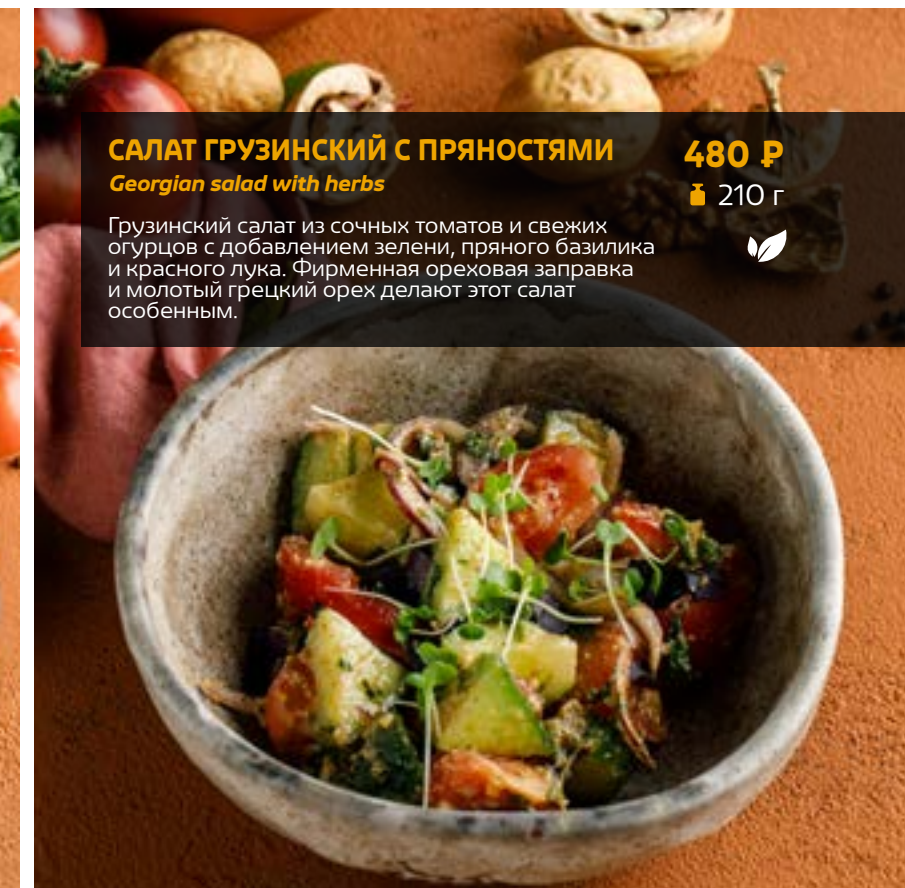 САЛАТ ГРУЗИНСКИЙ С ПРЯНОСТЯМИ
Georgian salad with herbs
Грузинский салат из сочных томатов и свежих
огурцов с добавлением зелени, пряного базилика
и красного лука. Фирменная ореховая заправка
и молотый грецкий орех делают этот салат
особенным.
480 ₽
210 г